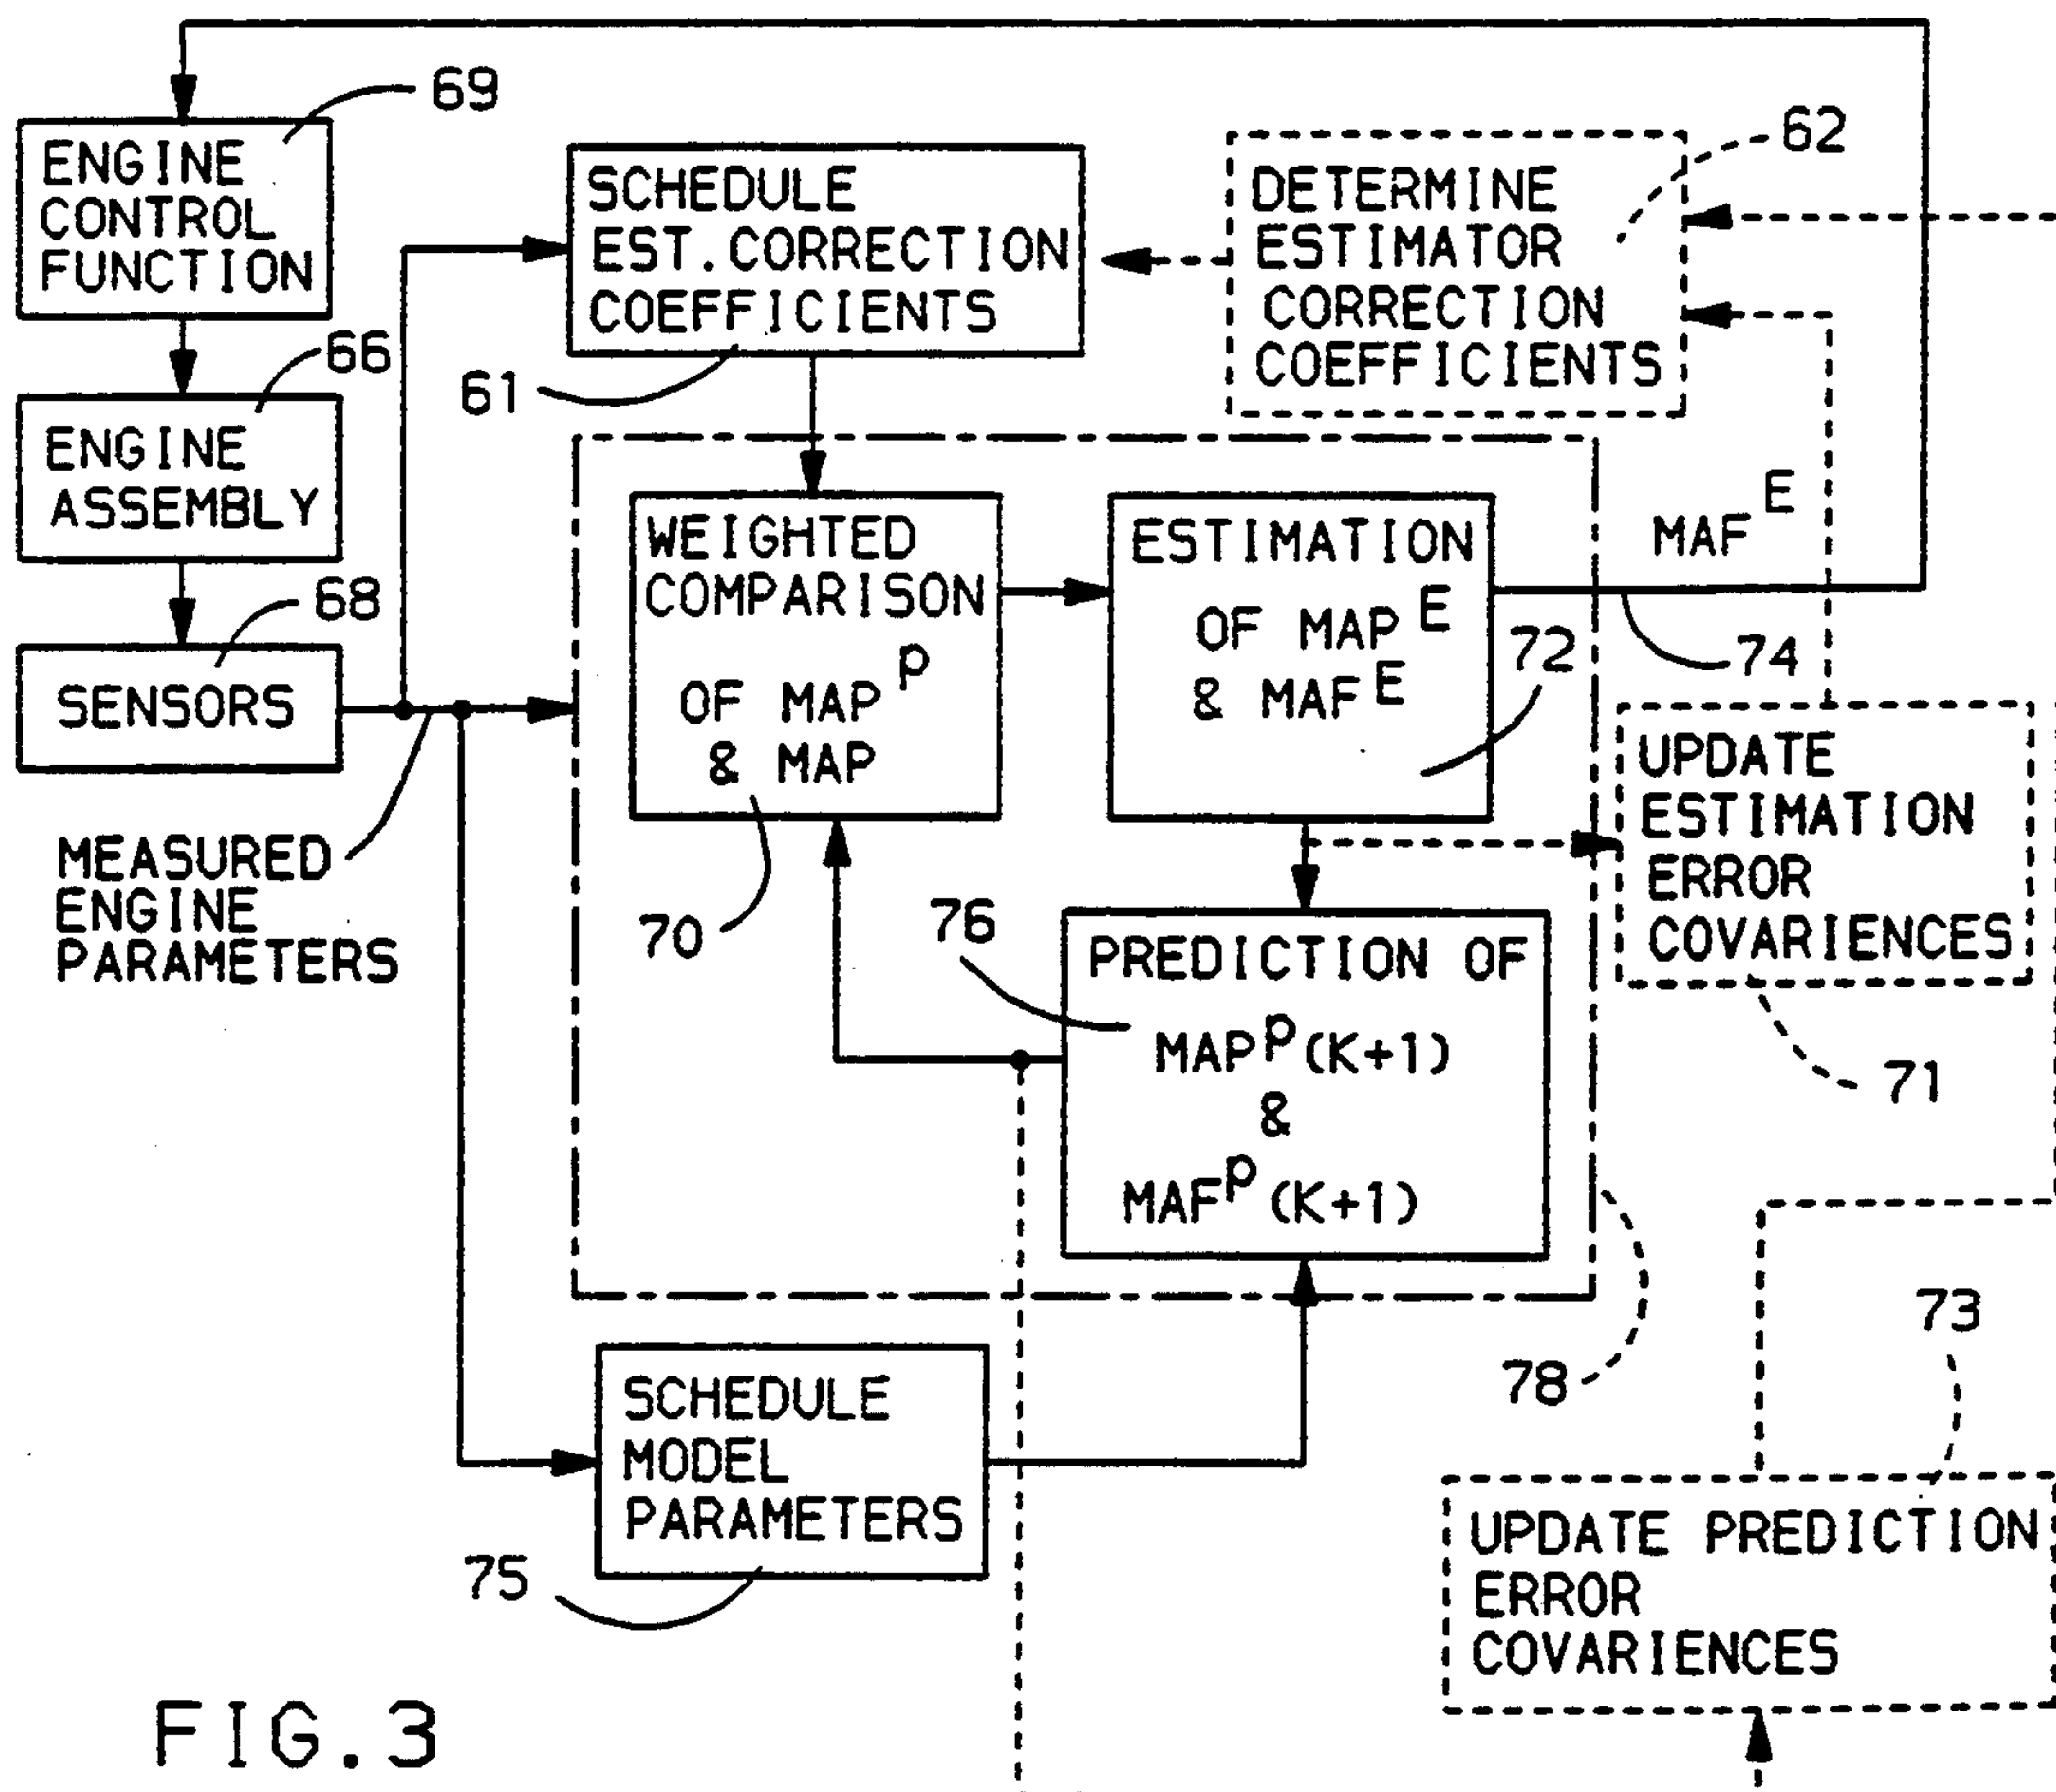 69
ENGINE
CONTROL
FUNCTION
66
ENGINE
ASSEMBLY
68
SENSORS
MEASURED
ENGINE
PARAMETERS
SCHEDULE
EST. CORRECTION
COEFFICIENTS
61
62
DETERMINE
ESTIMATOR
CORRECTION
COEFFICIENTS
WEIGHTED
COMPARISON
OF MAP P
& MAP
70
ESTIMATION
OF MAP E
& MAF E
72
MAF E
74
UPDATE
ESTIMATION
ERROR
COVARIENCES
71
76
PREDICTION OF
MAP P (K+1)
&
MAF P (K+1)
78
73
SCHEDULE
MODEL
PARAMETERS
75
UPDATE PREDICTION
ERROR
COVARIENCES
FIG. 3